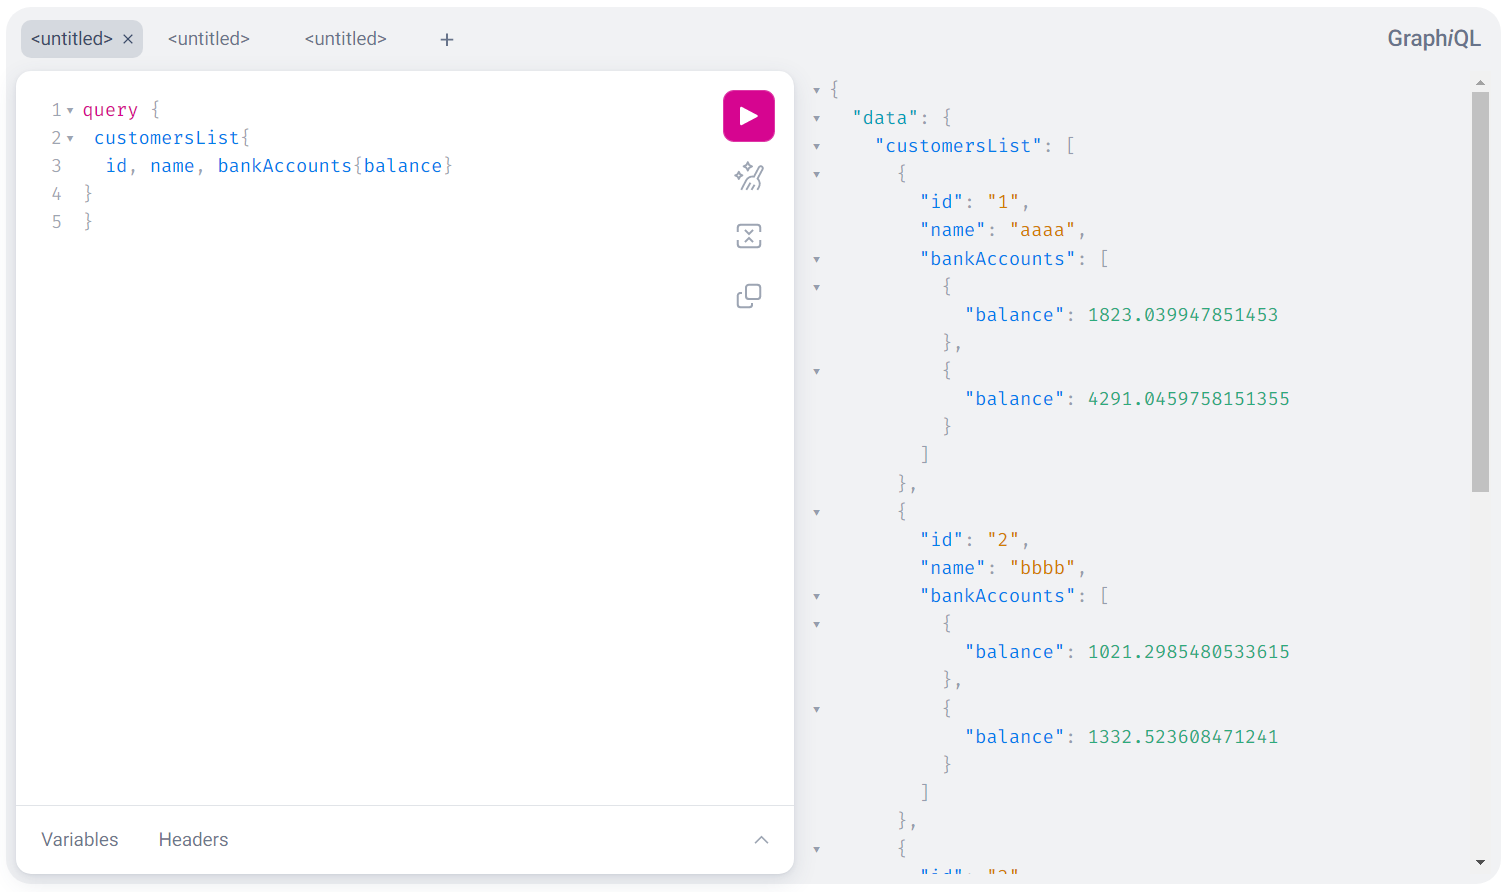 <untitled> × <untitled> <untitled> + GraphiQL
1 query {
2 customersList{
3 id, name, bankAccounts{balance}
4 }
5 }
Variables Headers
{
"data": {
"customersList": [
{
"id": "1",
"name": "aaaa",
"bankAccounts": [
{
"balance": 1823.039947851453
},
{
"balance": 4291.0459758151355
}
]
},
{
"id": "2",
"name": "bbbb",
"bankAccounts": [
{
"balance": 1021.2985480533615
},
{
"balance": 1332.523608471241
}
]
},
{